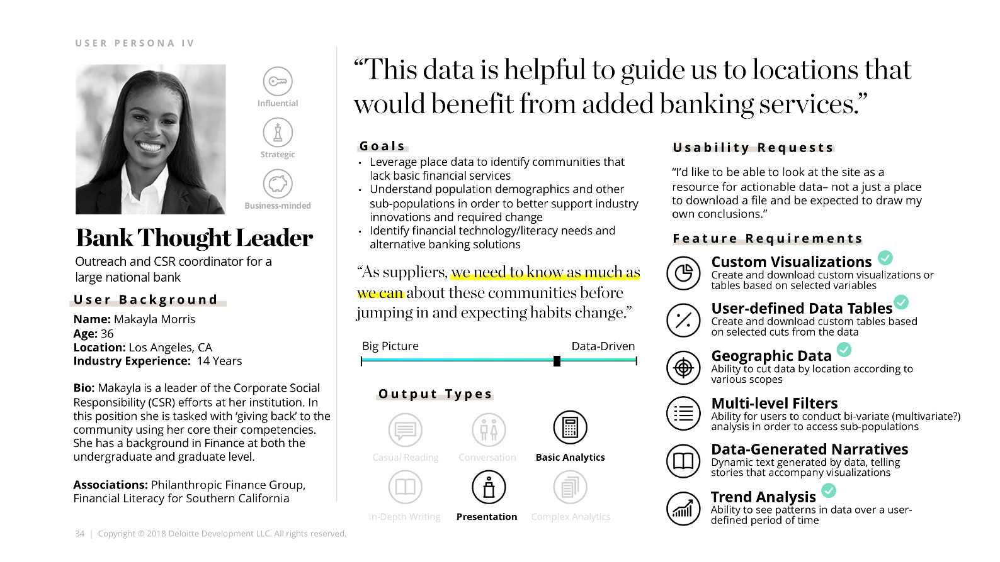 USER PERSONA IV
Influential
Strategic
Business-minded
Bank Thought Leader
Outreach and CSR coordinator for a
large national bank
User Background
Name: Makayla Morris
Age: 36
Location: Los Angeles, CA
Industry Experience: 14 Years
Bio: Makayla is a leader of the Corporate Social
Responsibility (CSR) efforts at her institution. In
this position she is tasked with ‘giving back’ to the
community using her core their competencies.
She has a background in Finance at both the
undergraduate and graduate level.
Associations: Philanthropic Finance Group,
Financial Literacy for Southern California
“This data is helpful to guide us to locations that
would benefit from added banking services.”
Goals
• Leverage place data to identify communities that
lack basic financial services
• Understand population demographics and other
sub-populations in order to better support industry
innovations and required change
• Identify financial technology/literacy needs and
alternative banking solutions
“As suppliers, we need to know as much as
we can about these communities before
jumping in and expecting habits change.”
Big Picture
Data-Driven
Output Types
Casual Reading
Conversation
Basic Analytics
In-Depth Writing
Presentation
Complex Analytics
Usability Requests
“I’d like to be able to look at the site as a
resource for actionable data– not a just a place
to download a file and be expected to draw my
own conclusions.”
Feature Requirements
Custom Visualizations
Create and download custom visualizations or
tables based on selected variables
User-defined Data Tables
Create and download custom tables based
on selected cuts from the data
Geographic Data
Ability to cut data by location according to
various scopes
Multi-level Filters
Ability for users to conduct bi-variate (multivariate?)
analysis in order to access sub-populations
Data-Generated Narratives
Dynamic text generated by data, telling
stories that accompany visualizations
Trend Analysis
Ability to see patterns in data over a user-
defined period of time
34 | Copyright © 2018 Deloitte Development LLC. All rights reserved.